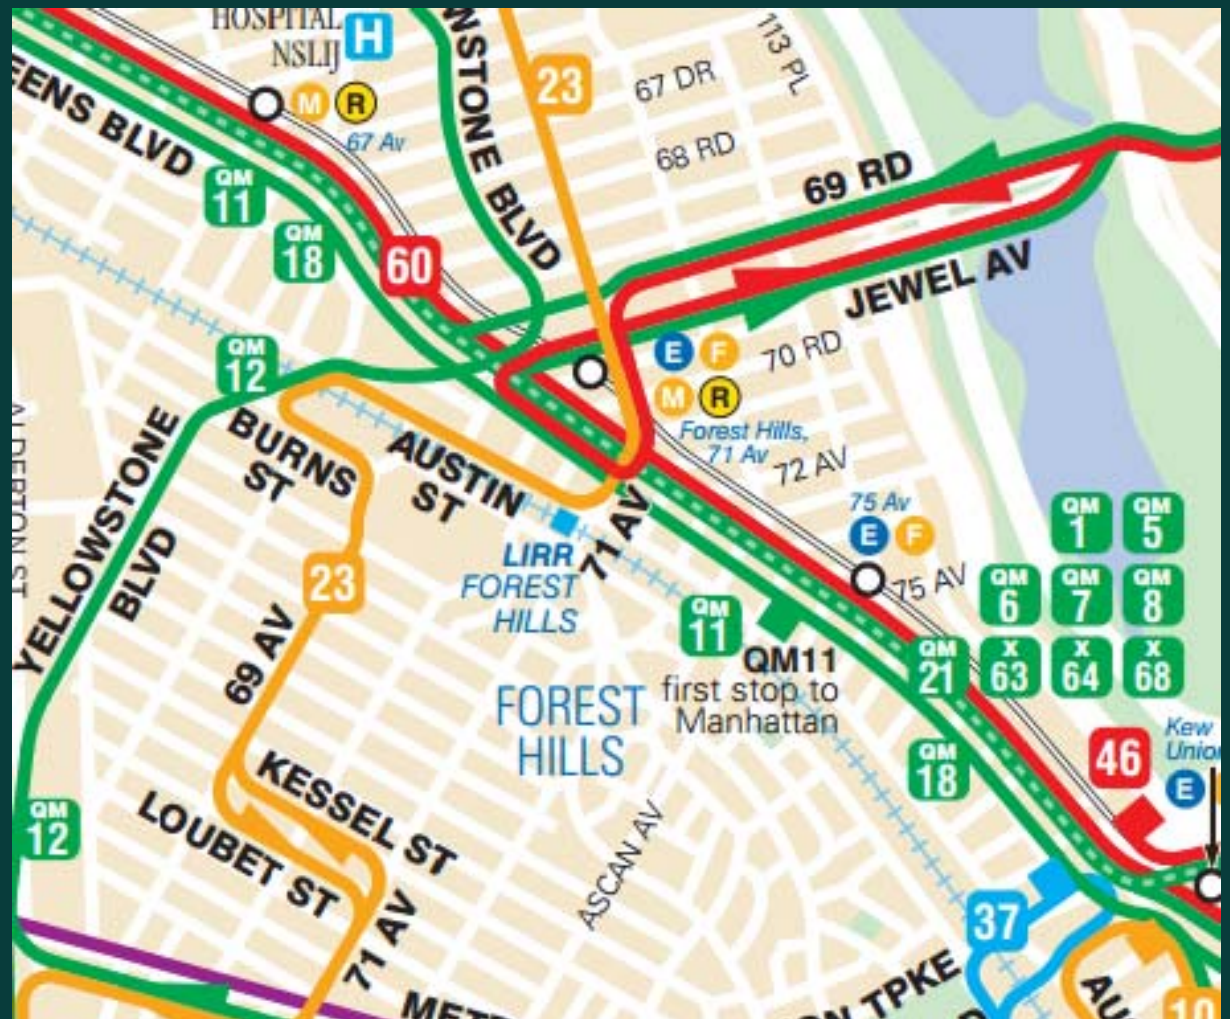 HOSPITAL
NSLIJ
H
M R
67 Av
23
67 DR
113 PL
68 RD
69 RD
JEWEL AV
QM
11
QM
18
60
QM
12
E F
M R
Forest Hills,
71 Av
70 RD
72 AV
75 Av
E F
75 AV
BURNS
ST
AUSTIN
ST
71 AV
LIRR
FOREST
HILLS
YELLOWSTONE
BLVD
ALDERTON ST
23
69 AV
QM
11
QM11
first stop to
Manhattan
FOREST
HILLS
QM
1
QM
5
QM
6
QM
7
QM
8
QM
21
X
63
X
64
X
68
QM
18
46
Kew
E
KESSEL ST
LOUBET ST
71 AV
ASCAN AV
QM
12
37
TPKE
10